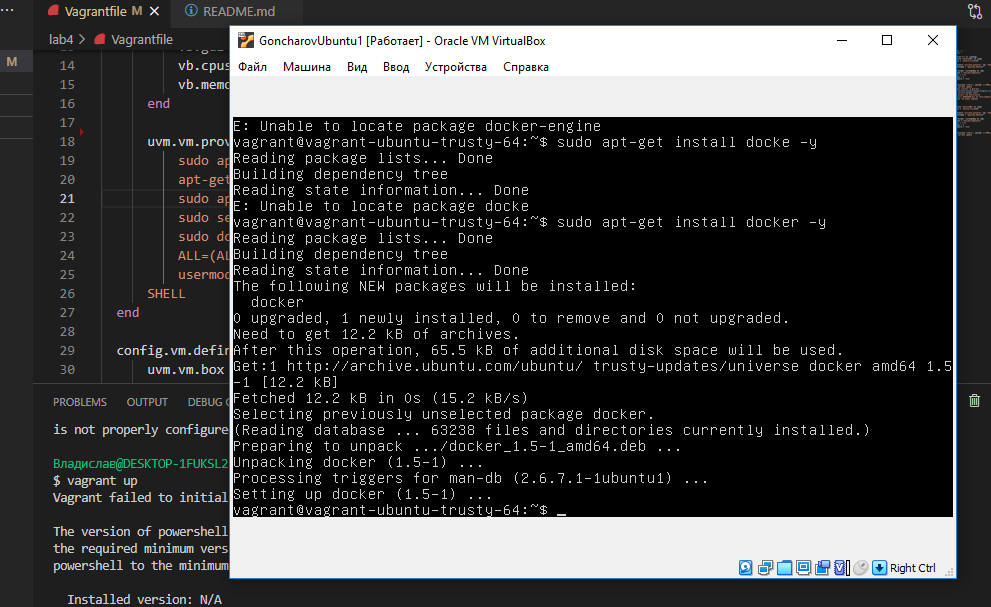 Vagrantfile M
README.md
lab4 > Vagrantfile
M
14 vb.cpus
15 vb.memo
16 end
17
18 uvm.vm.prov
19 sudo ap
20 apt-get
21 sudo ap
22 sudo se
23 sudo do
24 ALL=(AL
25 usermod
26 SHELL
27 end
28
29 config.vm.defin
30 uvm.vm.box
PROBLEMS OUTPUT DEBUG
is not properly configure
Владислав@DESKTOP-1FUKSL2
$ vagrant up
Vagrant failed to initial
The version of powershell
the required minimum vers
powershell to the minimum
Installed version: N/A
GoncharovUbuntu1 [Работает] - Oracle VM VirtualBox
Файл Машина Вид Ввод Устройства Справка
E: Unable to locate package docker-engine
vagrant@vagrant-ubuntu-trusty-64:~$ sudo apt-get install docke -y
Reading package lists... Done
Building dependency tree
Reading state information... Done
E: Unable to locate package docke
vagrant@vagrant-ubuntu-trusty-64:~$ sudo apt-get install docker -y
Reading package lists... Done
Building dependency tree
Reading state information... Done
The following NEW packages will be installed:
docker
0 upgraded, 1 newly installed, 0 to remove and 0 not upgraded.
Need to get 12.2 kB of archives.
After this operation, 65.5 kB of additional disk space will be used.
Get:1 http://archive.ubuntu.com/ubuntu/ trusty-updates/universe docker amd64 1.5
-1 [12.2 kB]
Fetched 12.2 kB in 0s (15.2 kB/s)
Selecting previously unselected package docker.
(Reading database ... 63238 files and directories currently installed.)
Preparing to unpack .../docker_1.5-1_amd64.deb ...
Unpacking docker (1.5-1) ...
Processing triggers for man-db (2.6.7.1-1ubuntu1) ...
Setting up docker (1.5-1) ...
vagrant@vagrant-ubuntu-trusty-64:~$ _
Right Ctrl